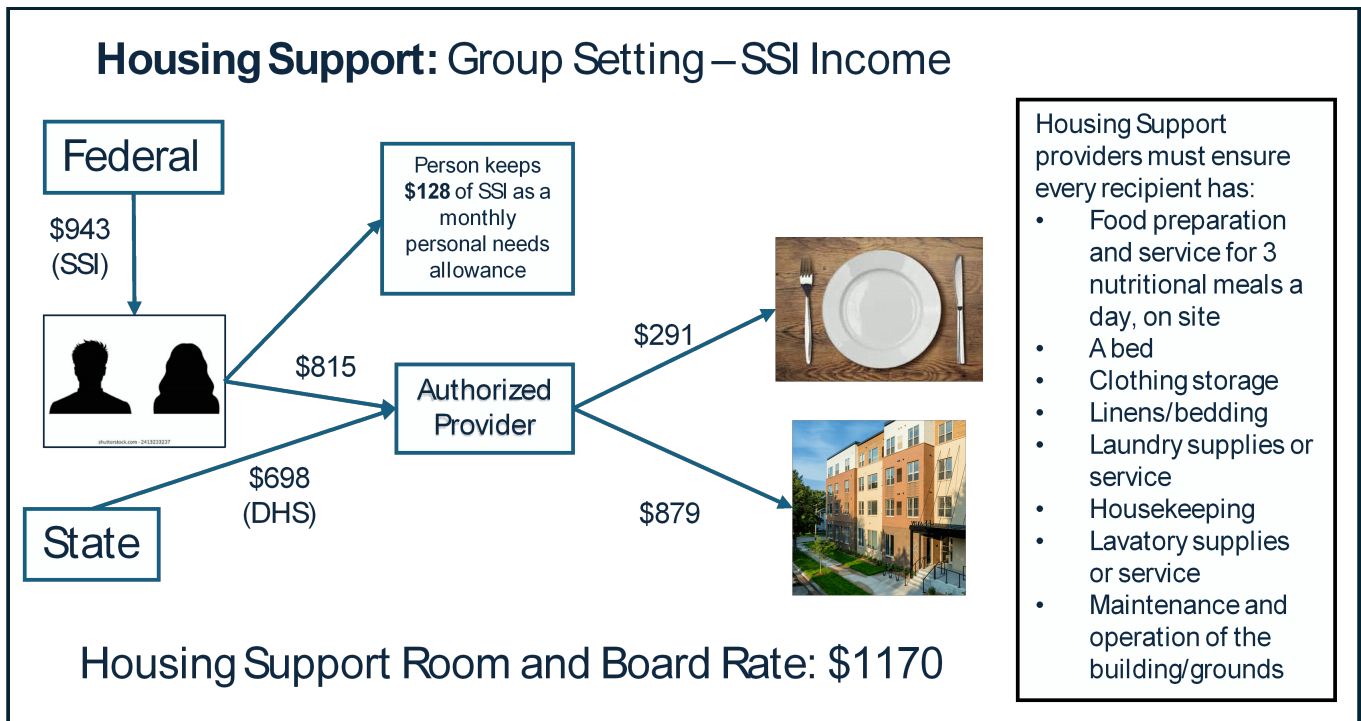 Housing Support: Group Setting – SSI Income
Federal
$943
(SSI)
shutterstock.com · 2413233237
State
$698
(DHS)
$815
Person keeps
$128 of SSI as a
monthly
personal needs
allowance
Authorized
Provider
$291
$879
Housing Support Room and Board Rate: $1170
Housing Support
providers must ensure
every recipient has:
• Food preparation
and service for 3
nutritional meals a
day, on site
• A bed
• Clothing storage
• Linens/bedding
• Laundry supplies or
service
• Housekeeping
• Lavatory supplies
or service
• Maintenance and
operation of the
building/grounds